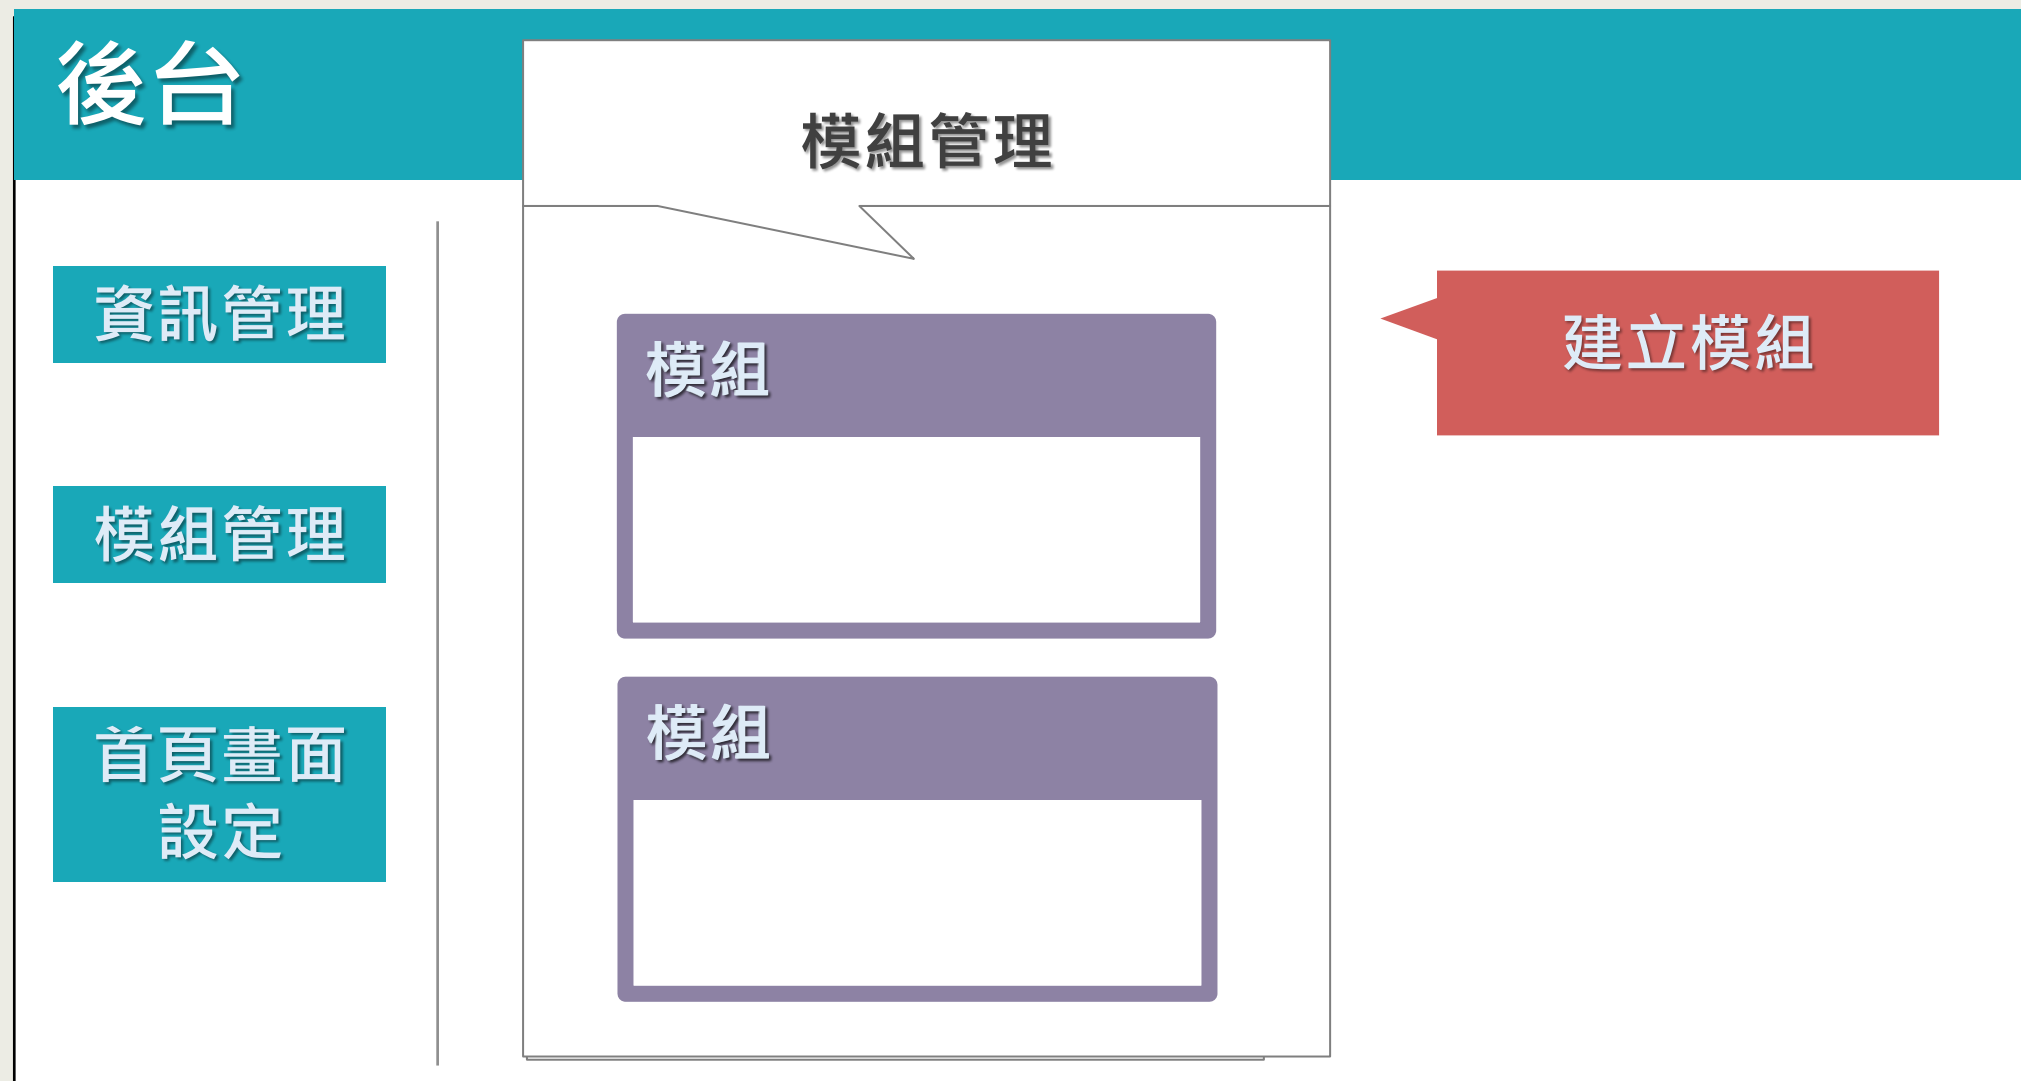 後台
模組管理
資訊管理
模組管理
首頁畫面
設定
模組
模組
建立模組